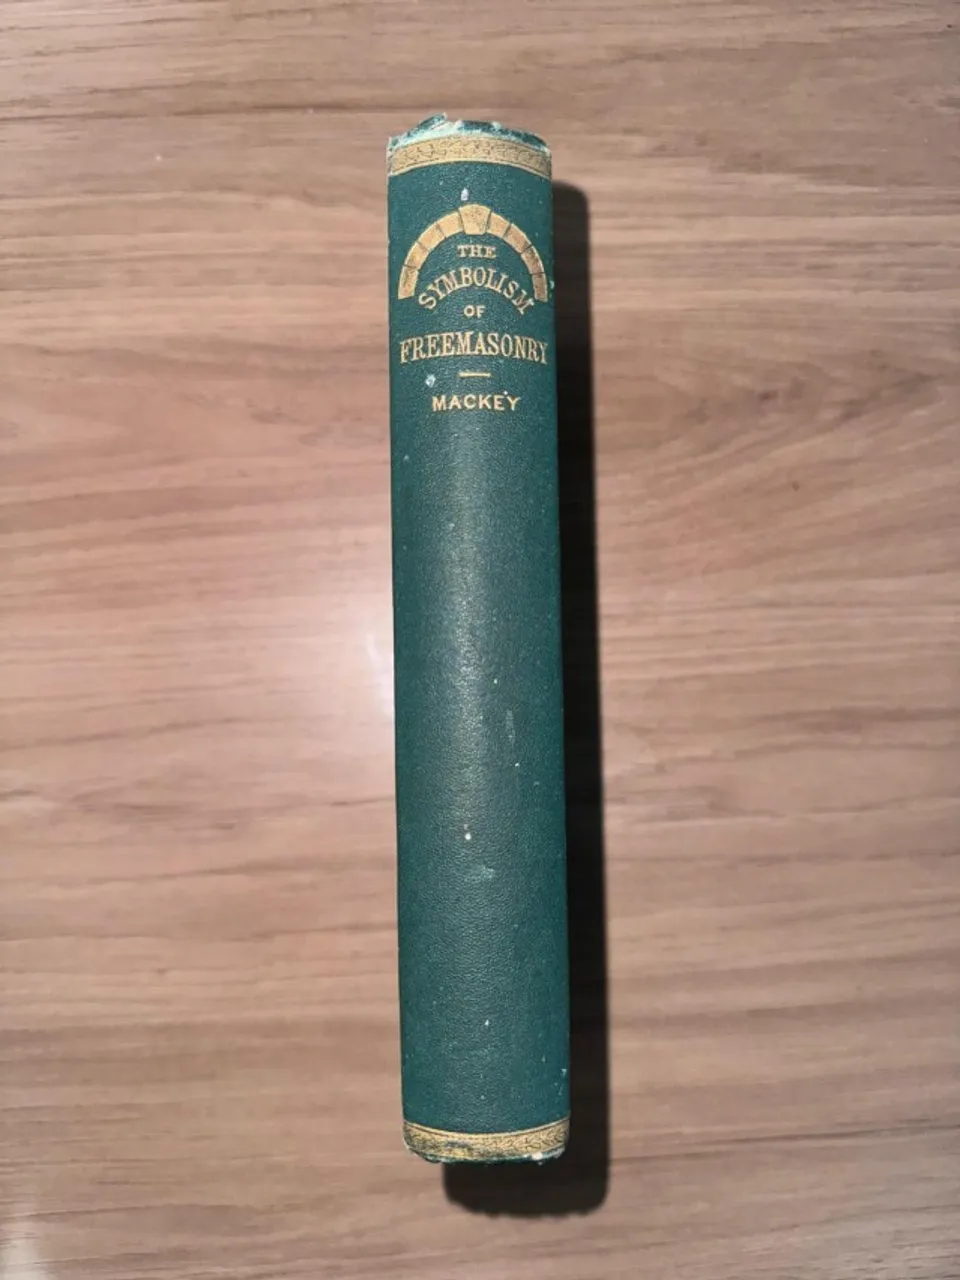 THE
SYMBOLISM
OF
FREEMASONRY
MACKEY